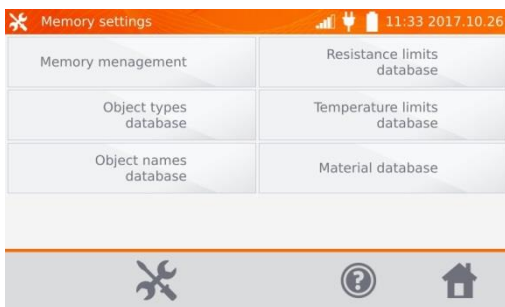 Memory settings
11:33 2017.10.26
Memory menagement
Resistance limits
database
Object types
database
Temperature limits
database
Object names
database
Material database
?